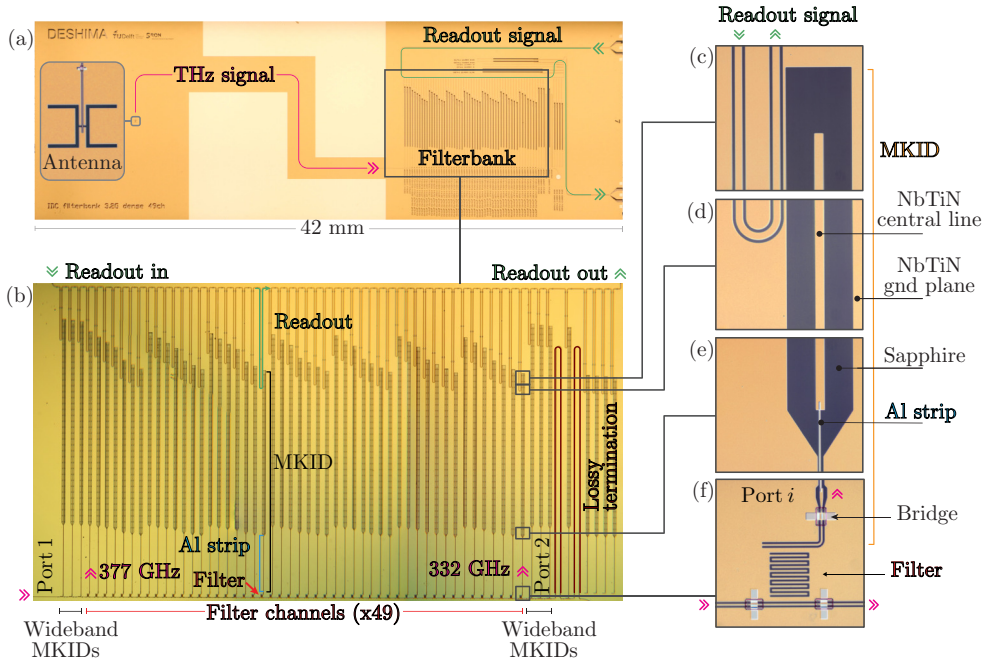 Readout signal
(a)
DESHIMA
Readout signal
THz signal
Antenna
Filterbank
IDC filterbank
42 mm
(b)
Readout in
Readout out
Readout
MKID
Lossy
termination
Al strip
Port 1
377 GHz
Filter
332 GHz
Port 2
Filter channels (x49)
Wideband
MKIDs
Wideband
MKIDs
(c)
MKID
(d)
NbTiN
central line
NbTiN
gnd plane
(e)
Sapphire
Al strip
(f)
Port i
Bridge
Filter